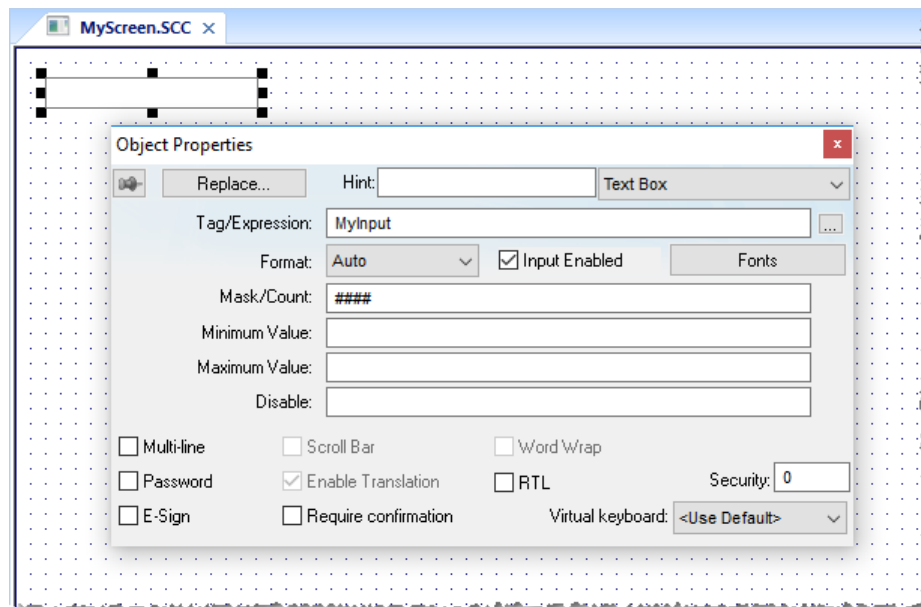 MyScreen.SCC ×
Object Properties x
Replace... Hint: Text Box
Tag/Expression: MyInput ...
Format: Auto Input Enabled Fonts
Mask/Count: ####
Minimum Value:
Maximum Value:
Disable:
Multi-line Scroll Bar Word Wrap
Password Enable Translation RTL Security: 0
E-Sign Require confirmation Virtual keyboard: <Use Default>